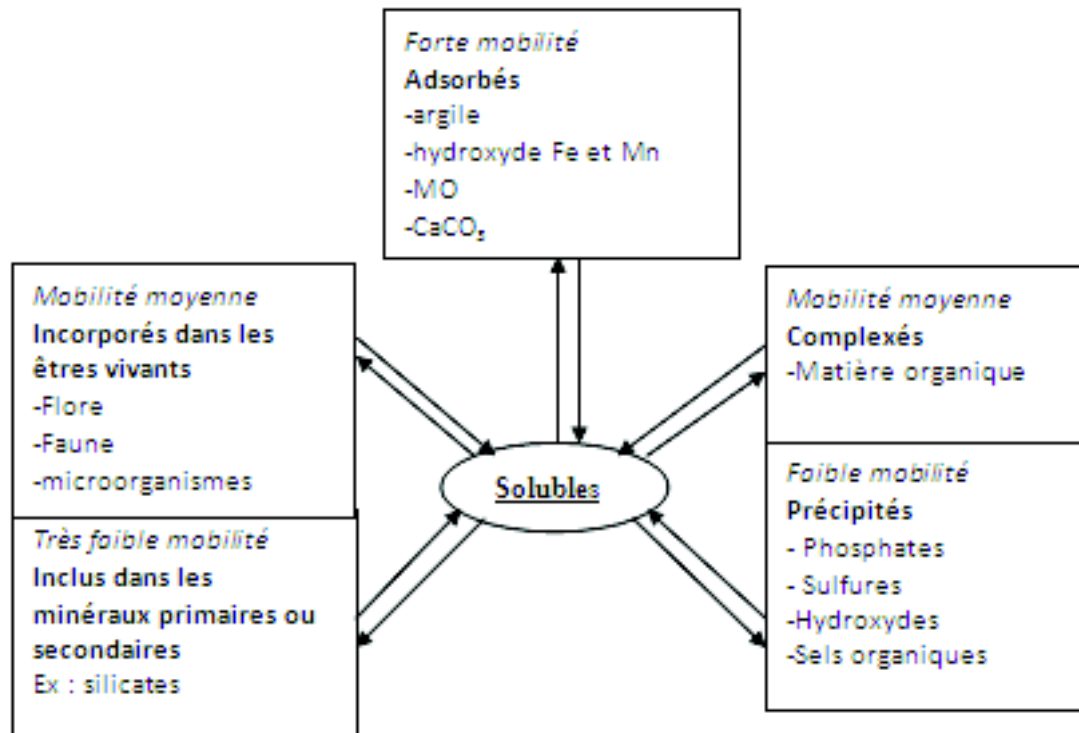 Forte mobilité
Adsorbés
-argile
-hydroxyde Fe et Mn
-MO
-CaCO₃
Mobilité moyenne
Incorporés dans les
êtres vivants
-Flore
-Faune
-microorganismes
Mobilité moyenne
Complexés
-Matière organique
Solubles
Très faible mobilité
Inclus dans les
minéraux primaires ou
secondaires
Ex : silicates
Faible mobilité
Précipités
- Phosphates
- Sulfures
-Hydroxydes
-Sels organiques